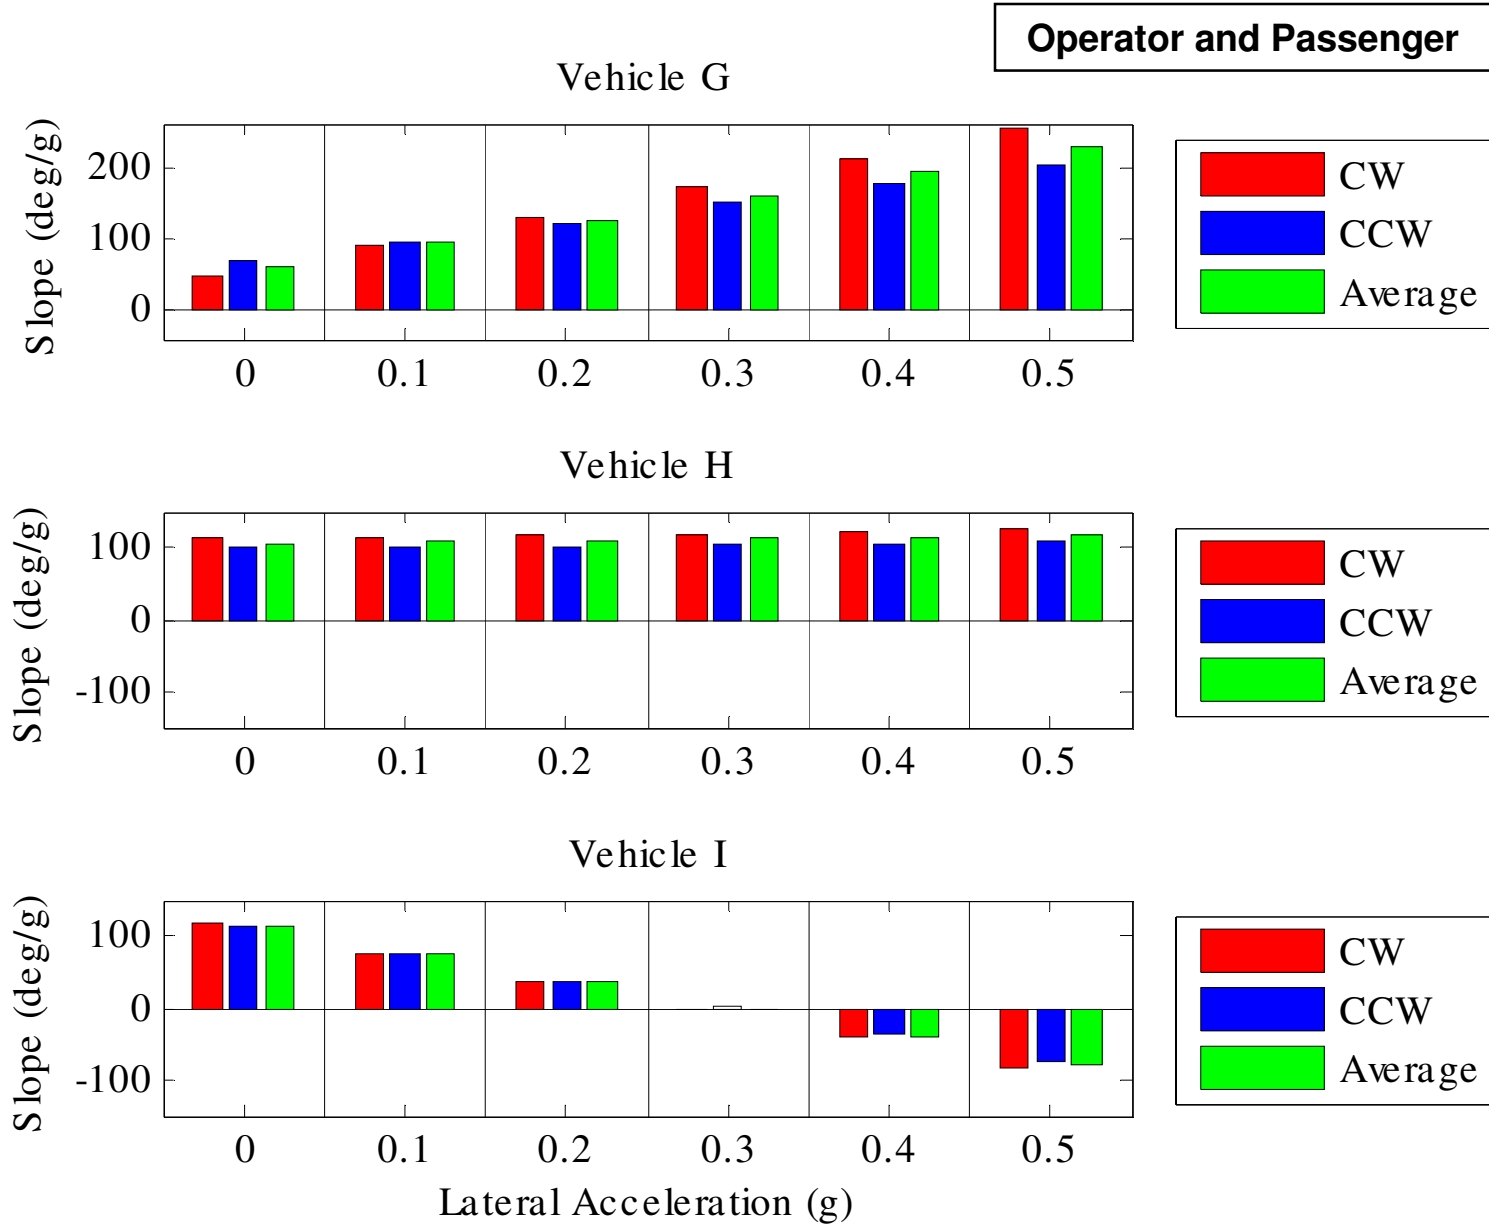 Operator and Passenger
Vehicle G
Slope (deg/g)
200
100
0
0 0.1 0.2 0.3 0.4 0.5
CW
CCW
Average
Vehicle H
Slope (deg/g)
100
0
-100
0 0.1 0.2 0.3 0.4 0.5
CW
CCW
Average
Vehicle I
Slope (deg/g)
100
0
-100
0 0.1 0.2 0.3 0.4 0.5
Lateral Acceleration (g)
CW
CCW
Average